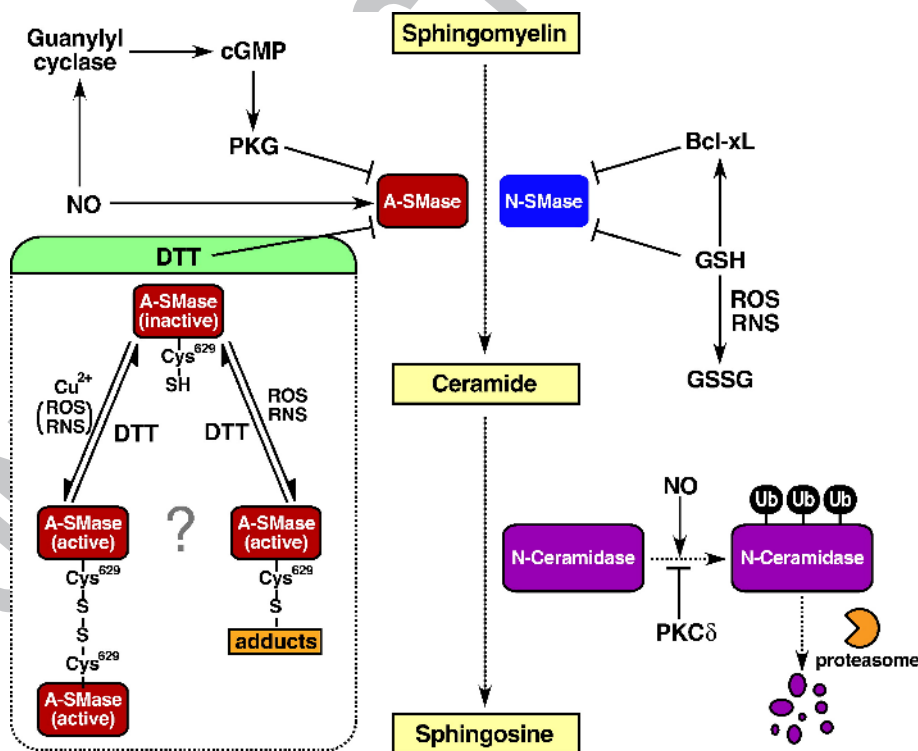 Sphingomyelin
Guanylyl
cyclase
cGMP
PKG
Bcl-xL
A-SMase
N-SMase
NO
DTT
GSH
ROS
RNS
GSSG
A-SMase
(inactive)
Cys629
SH
Cu2+
(ROS
RNS)
DTT
DTT
ROS
RNS
Ceramide
A-SMase
(active)
?
A-SMase
(active)
Cys629
S
S
Cys629
A-SMase
(active)
Cys629
S
adducts
NO
Ub Ub Ub
N-Ceramidase
N-Ceramidase
PKCδ
proteasome
Sphingosine